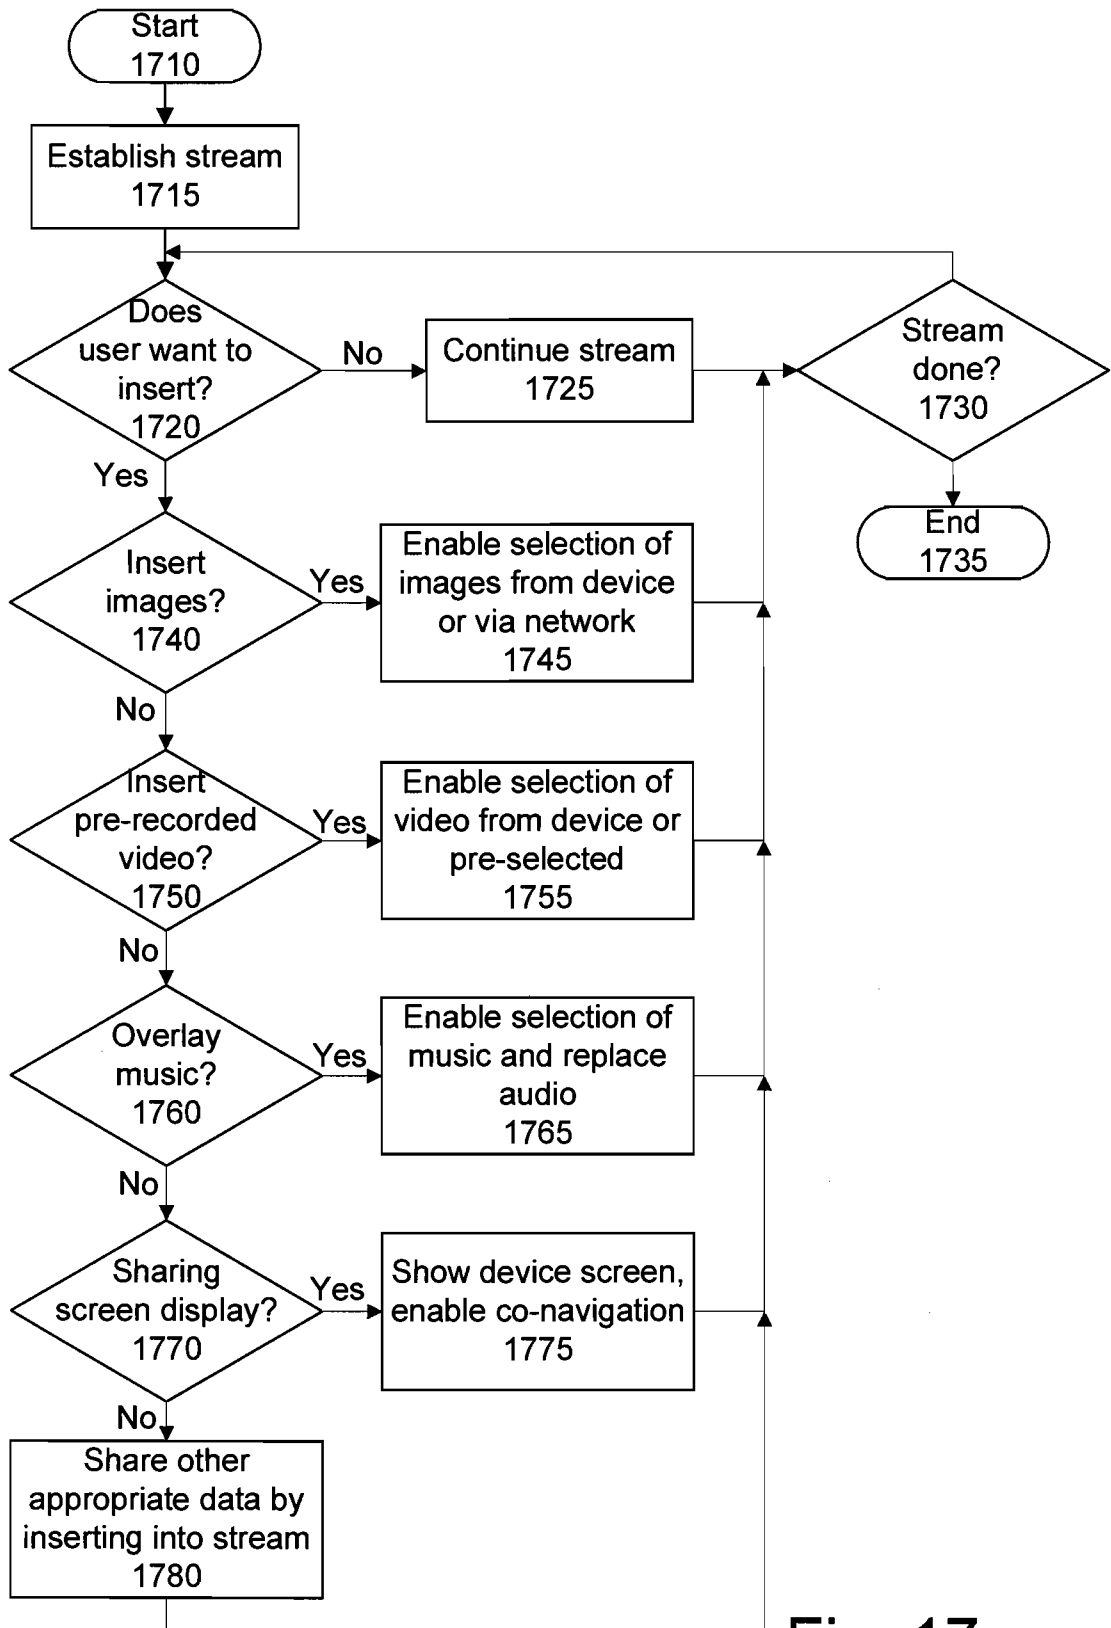 Start
1710
Establish stream
1715
Does
user want to
insert?
1720
No
Continue stream
1725
Stream
done?
1730
Yes
End
1735
Insert
images?
1740
Yes
Enable selection of
images from device
or via network
1745
No
Insert
pre-recorded
video?
1750
Yes
Enable selection of
video from device or
pre-selected
1755
No
Overlay
music?
1760
Yes
Enable selection of
music and replace
audio
1765
No
Sharing
screen display?
1770
Yes
Show device screen,
enable co-navigation
1775
No
Share other
appropriate data by
inserting into stream
1780
Fig. 17